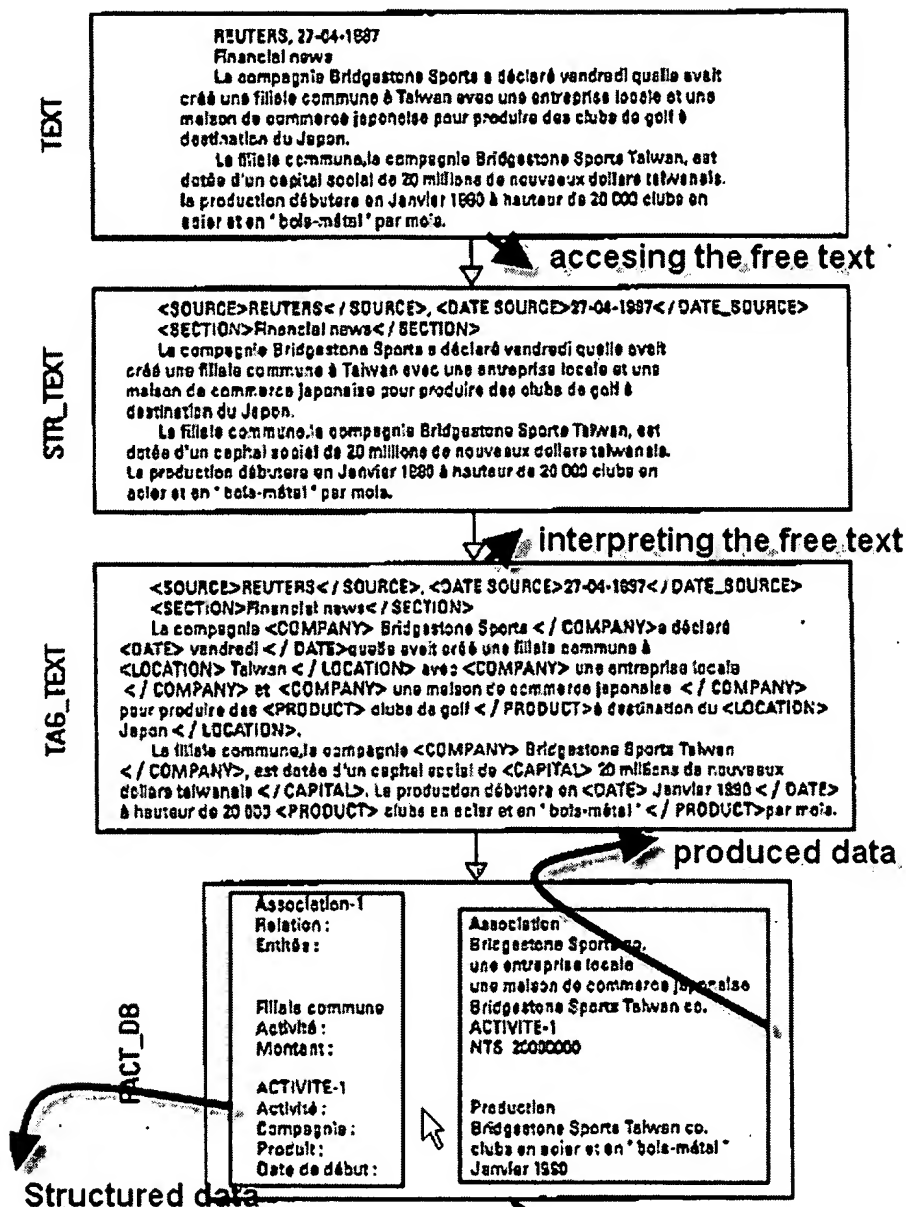 TEXT
REUTERS, 27-04-1997
Financial news
La compagnie Bridgestone Sports a déclaré vendredi quelle avait
créé une filiale commune à Taiwan avec une entreprise locale et une
maison de commerce japonaise pour produire des clubs de golf à
destination du Japon.
La filiale commune,la compagnie Bridgestone Sports Taiwan, est
dotée d'un capital social de 20 millions de nouveaux dollars taiwanais.
la production débutera en Janvier 1990 à hauteur de 20 000 clubs en
acier et en "bois-métal" par mois.
accesing the free text
STR_TEXT
<SOURCE>REUTERS</ SOURCE>, <DATE SOURCE>27-04-1997</ DATE_SOURCE>
<SECTION>Financial news</ SECTION>
La compagnie Bridgestone Sports a déclaré vendredi quelle avait
créé une filiale commune à Taiwan avec une entreprise locale et une
maison de commerce japonaise pour produire des clubs de golf à
destination du Japon.
La filiale commune,la compagnie Bridgestone Sports Taiwan, est
dotée d'un capital social de 20 millions de nouveaux dollars taiwanais.
La production débutera en Janvier 1990 à hauteur de 20 000 clubs en
acier et en "bois-métal" par mois.
interpreting the free text
TAG_TEXT
<SOURCE>REUTERS</ SOURCE>, <DATE SOURCE>27-04-1997</ DATE_SOURCE>
<SECTION>Financial news</ SECTION>
La compagnie <COMPANY> Bridgestone Sports </ COMPANY>a déclaré
<DATE> vendredi </ DATE>quelle avait créé une filiale commune à
<LOCATION> Taiwan </ LOCATION> avec <COMPANY> une entreprise locale
</ COMPANY> et <COMPANY> une maison de commerce japonaise </ COMPANY>
pour produire des <PRODUCT> clubs de golf </ PRODUCT>à destination du <LOCATION>
Japon </ LOCATION>.
La filiale commune,la compagnie <COMPANY> Bridgestone Sports Taiwan
</ COMPANY>, est dotée d'un capital social de <CAPITAL> 20 millions de nouveaux
dollars taiwanais </ CAPITAL>. La production débutera en <DATE> Janvier 1990 </ DATE>
à hauteur de 20 000 <PRODUCT> clubs en acier et en "bois-métal" </ PRODUCT>par mois.
produced data
FACT_DB
Association-1
Relation : Association
Entités : Bridgestone Sports co.
une entreprise locale
une maison de commerce japonaise
Filiale commune Bridgestone Sports Taiwan co.
Activité : ACTIVITE-1
Montant : NT$ 20000000
ACTIVITE-1
Activité : Production
Compagnie : Bridgestone Sports Taiwan co.
Produit : clubs en acier et en "bois-métal"
Date de début : Janvier 1990
Structured data